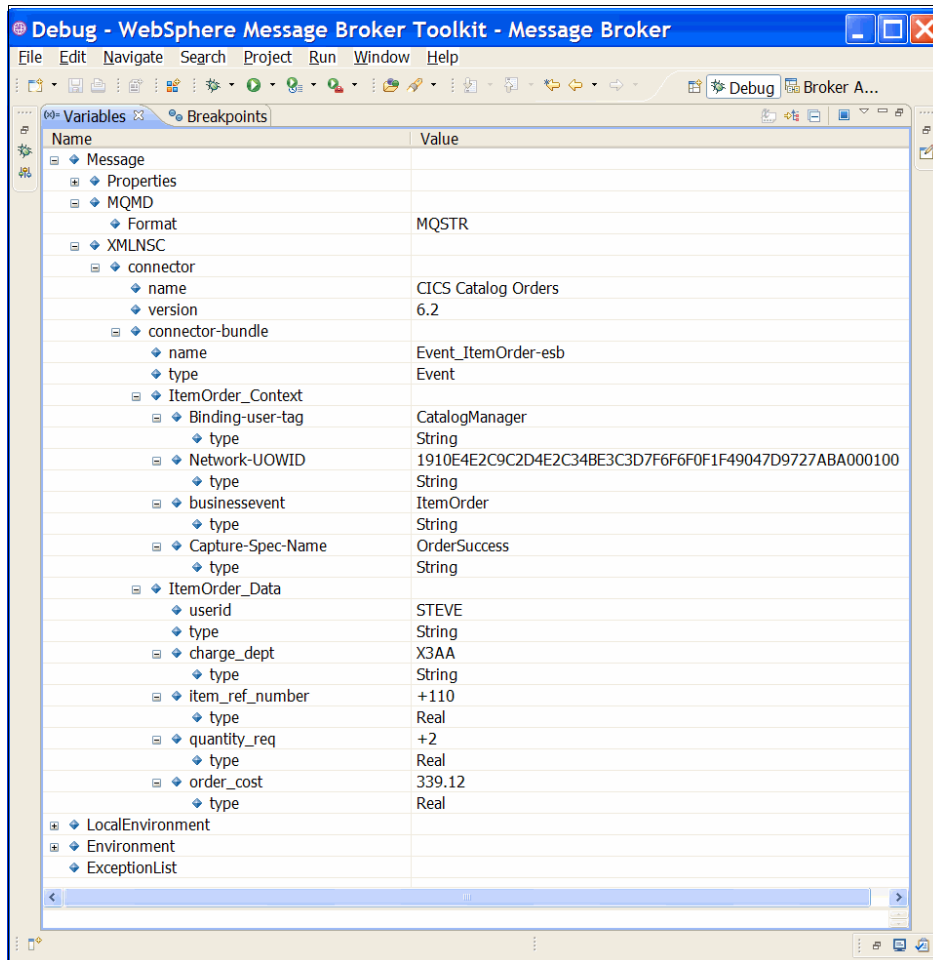 Debug - WebSphere Message Broker Toolkit - Message Broker
File Edit Navigate Search Project Run Window Help
Debug Broker A...
Variables Breakpoints
Name Value
Message
Properties
MQMD
Format MQSTR
XMLNSC
connector
name CICS Catalog Orders
version 6.2
connector-bundle
name Event_ItemOrder-esb
type Event
ItemOrder_Context
Binding-user-tag CatalogManager
type String
Network-UOWID 1910E4E2C9C2D4E2C34BE3C3D7F6F6F0F1F49047D9727ABA000100
type String
businessevent ItemOrder
type String
Capture-Spec-Name OrderSuccess
type String
ItemOrder_Data
userid STEVE
type String
charge_dept X3AA
type String
item_ref_number +110
type Real
quantity_req +2
type Real
order_cost 339.12
type Real
LocalEnvironment
Environment
ExceptionList